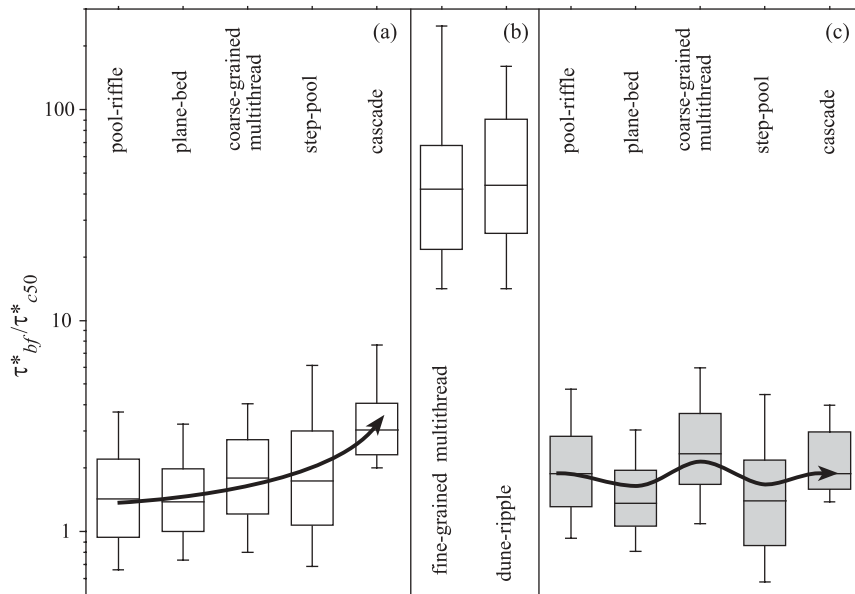 (a)
pool-riffle
plane-bed
coarse-grained
multithread
step-pool
cascade
(b)
fine-grained multithread
dune-ripple
(c)
pool-riffle
plane-bed
coarse-grained
multithread
step-pool
cascade
100
10
1
τ*bf/τ*c50